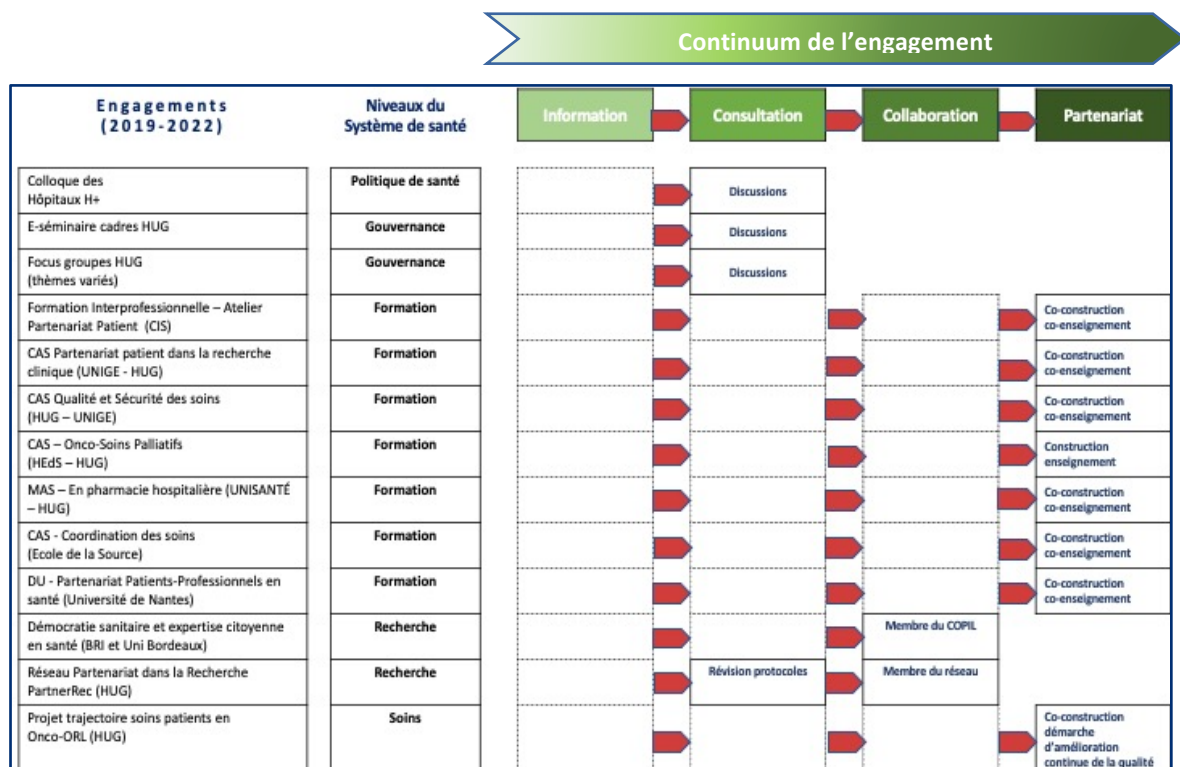 Continuum de l'engagement
Engagements
(2019-2022)
Niveaux du
Système de santé
Information
Consultation
Collaboration
Partenariat
Colloque des
Hôpitaux H+
Politique de santé
Discussions
E-séminaire cadres HUG
Gouvernance
Discussions
Focus groupes HUG
(thèmes variés)
Gouvernance
Discussions
Formation Interprofessionnelle – Atelier
Partenariat Patient (CIS)
Formation
Co-construction
co-enseignement
CAS Partenariat patient dans la recherche
clinique (UNIGE - HUG)
Formation
Co-construction
co-enseignement
CAS Qualité et Sécurité des soins
(HUG – UNIGE)
Formation
Co-construction
co-enseignement
CAS – Onco-Soins Palliatifs
(HEdS – HUG)
Formation
Construction
enseignement
MAS – En pharmacie hospitalière (UNISANTÉ
– HUG)
Formation
Co-construction
co-enseignement
CAS - Coordination des soins
(Ecole de la Source)
Formation
Co-construction
co-enseignement
DU - Partenariat Patients-Professionnels en
santé (Université de Nantes)
Formation
Co-construction
co-enseignement
Démocratie sanitaire et expertise citoyenne
en santé (BRI et Uni Bordeaux)
Recherche
Membre du COPIL
Réseau Partenariat dans la Recherche
PartnerRec (HUG)
Recherche
Révision protocoles
Membre du réseau
Projet trajectoire soins patients en
Onco-ORL (HUG)
Soins
Co-construction
démarche
d'amélioration
continue de la qualité